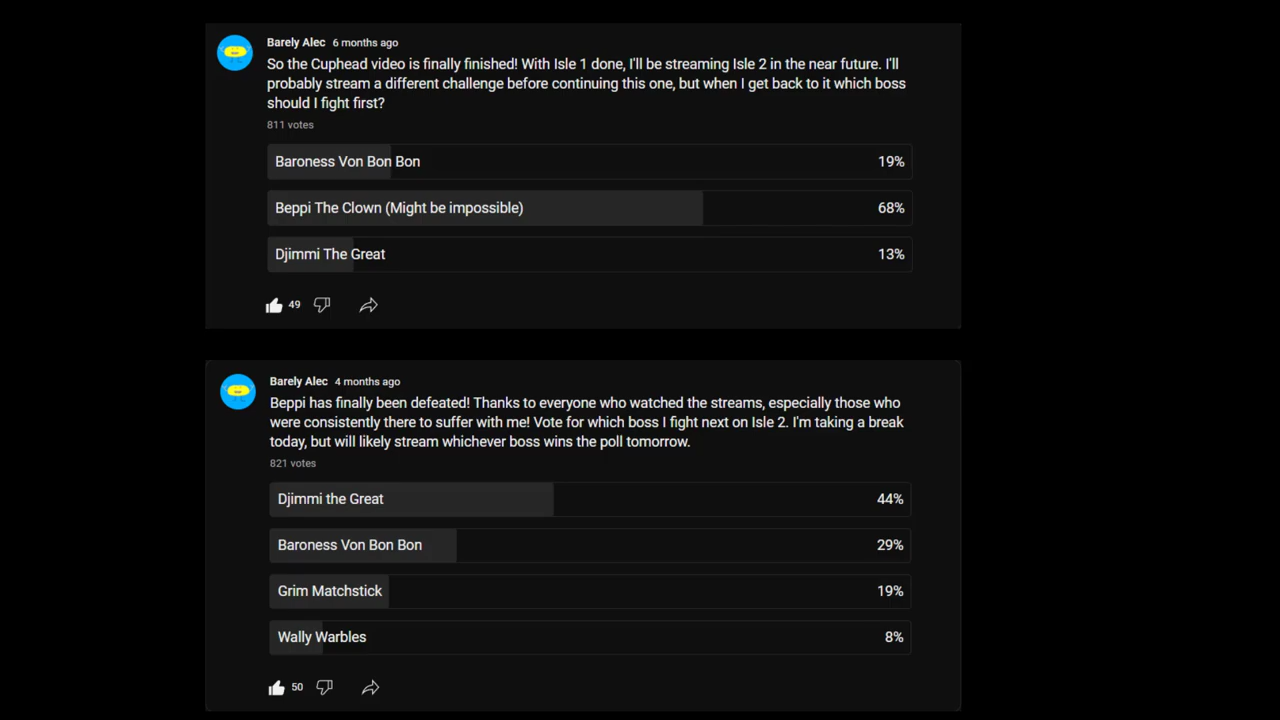 Barely Alec 6 months ago
So the Cuphead video is finally finished! With Isle 1 done, I'll be streaming Isle 2 in the near future. I'll
probably stream a different challenge before continuing this one, but when I get back to it which boss
should I fight first?
811 votes
Baroness Von Bon Bon 19%
Beppi The Clown (Might be impossible) 68%
Djimmi The Great 13%
49
Barely Alec 4 months ago
Beppi has finally been defeated! Thanks to everyone who watched the streams, especially those who
were consistently there to suffer with me! Vote for which boss I fight next on Isle 2. I'm taking a break
today, but will likely stream whichever boss wins the poll tomorrow.
821 votes
Djimmi the Great 44%
Baroness Von Bon Bon 29%
Grim Matchstick 19%
Wally Warbles 8%
50